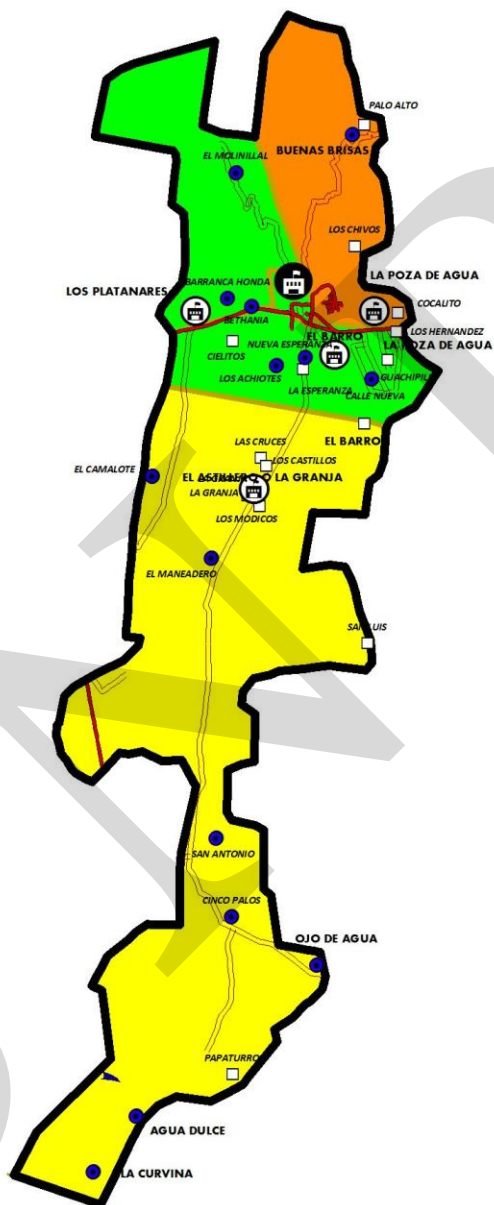 PALO ALTO
BUENAS BRISAS
EL MOLINILLAL
LOS CHIVOS
LA POZA DE AGUA
LOS PLATANARES
BARRANCA HONDA
COCALITO
BETHANIA
LOS HERNANDEZ
EL BARRO
NUEVA ESPERANZA
LA POZA DE AGUA
CIELITOS
LOS ACHIOTES
GUACHIPILI
LA ESPERANZA
CALLE NUEVA
LAS CRUCES
EL BARRO
LOS CASTILLOS
EL CAMALOTE
EL ASTILLERO O LA GRANJA
LA GRANJA
LOS MODICOS
EL MANEADERO
SAN LUIS
SAN ANTONIO
CINCO PALOS
OJO DE AGUA
PAPATURRO
AGUA DULCE
LA CURVINA